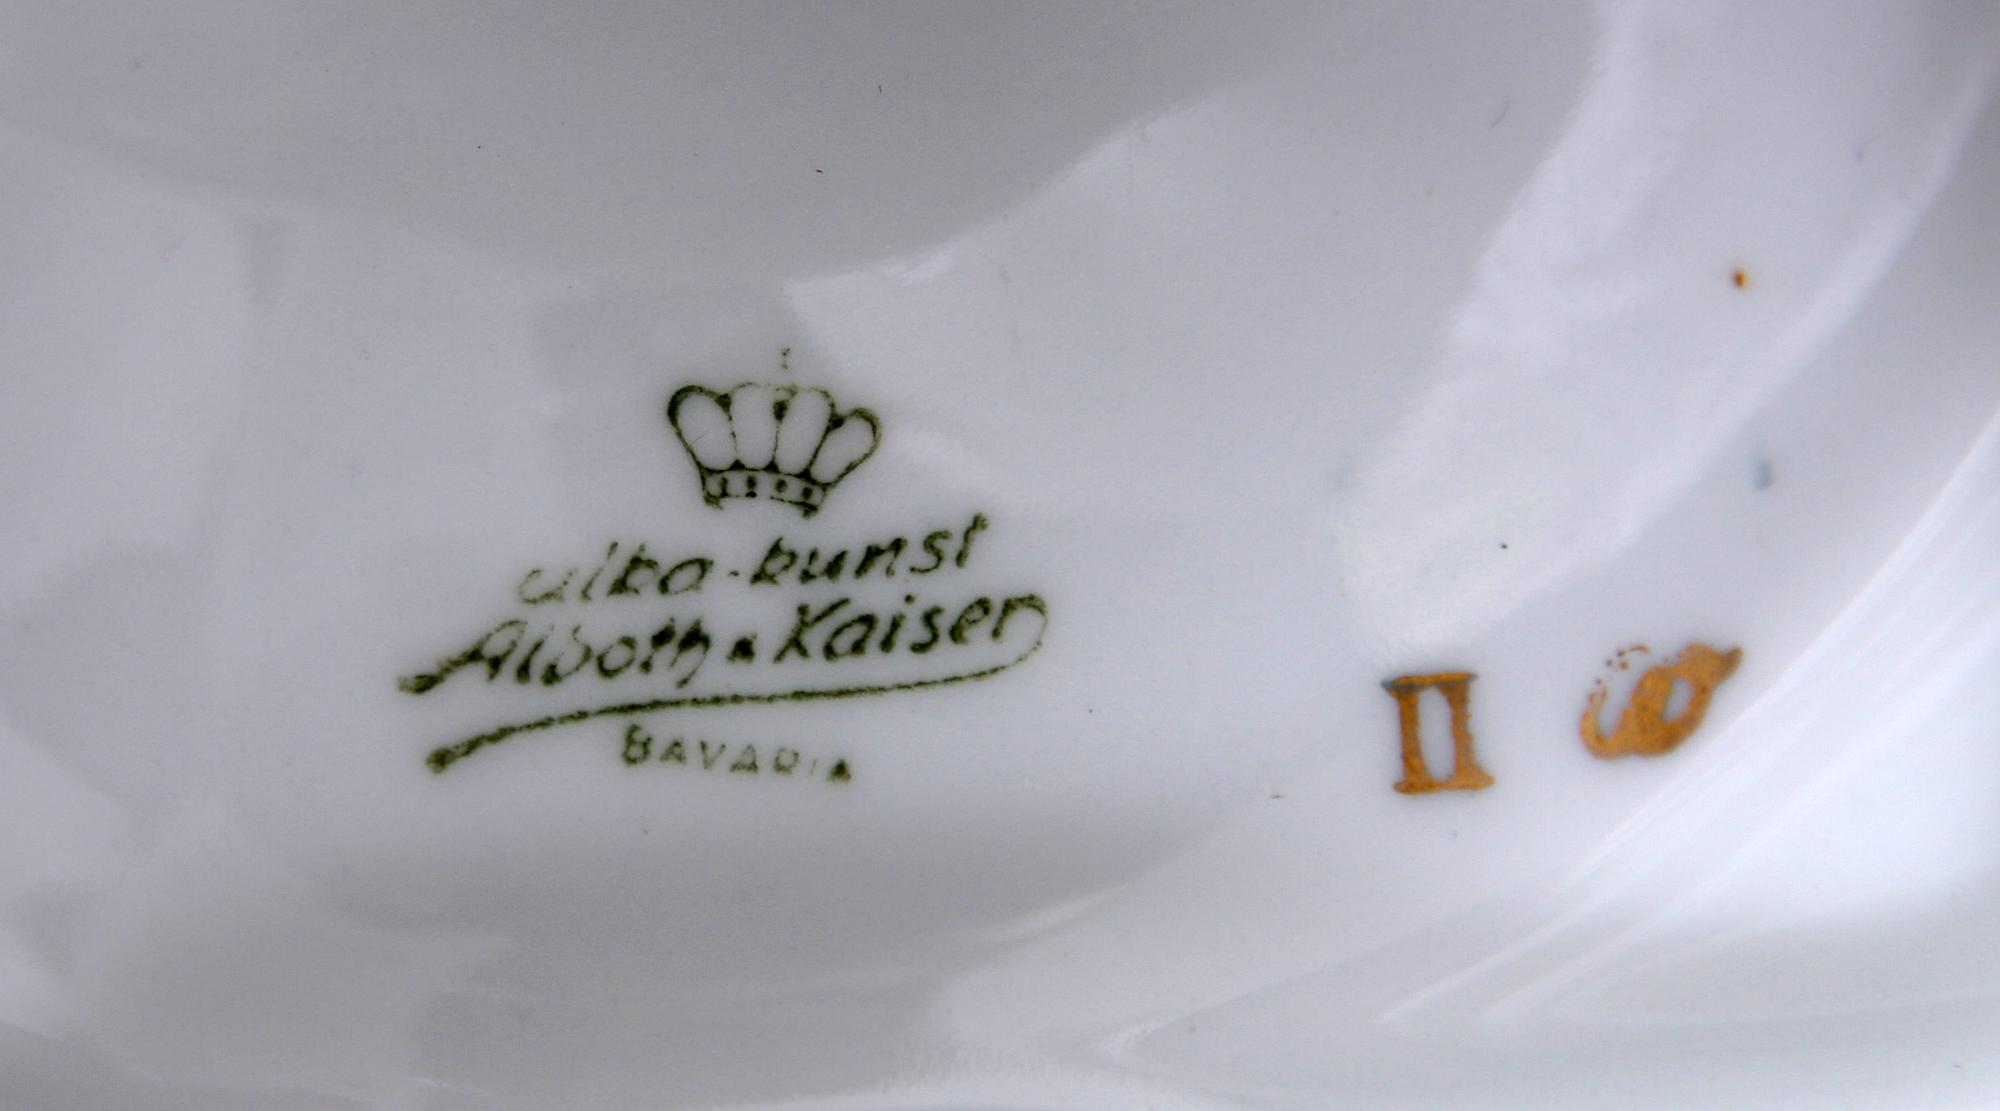 alka-kunst
Alboth & Kaiser
BAVARIA
II